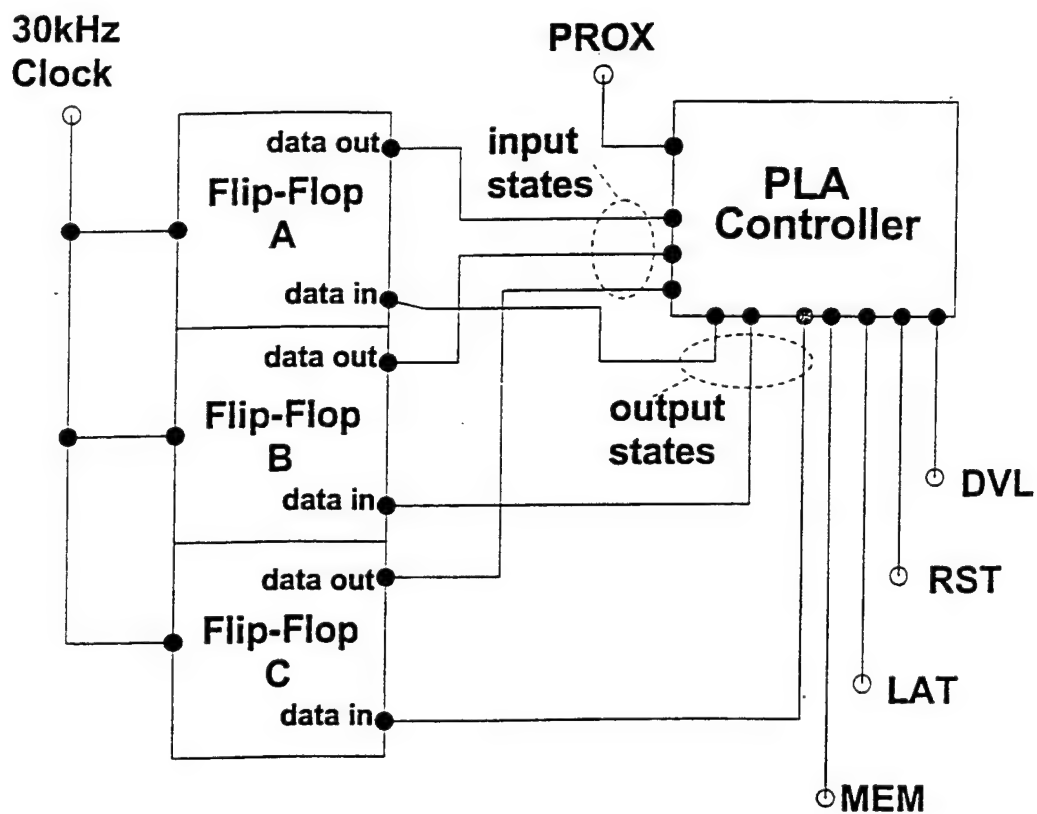 30kHz
Clock
PROX
data out
Flip-Flop
A
data in
input
states
PLA
Controller
data out
Flip-Flop
B
data in
output
states
data out
Flip-Flop
C
data in
DVL
RST
LAT
MEM